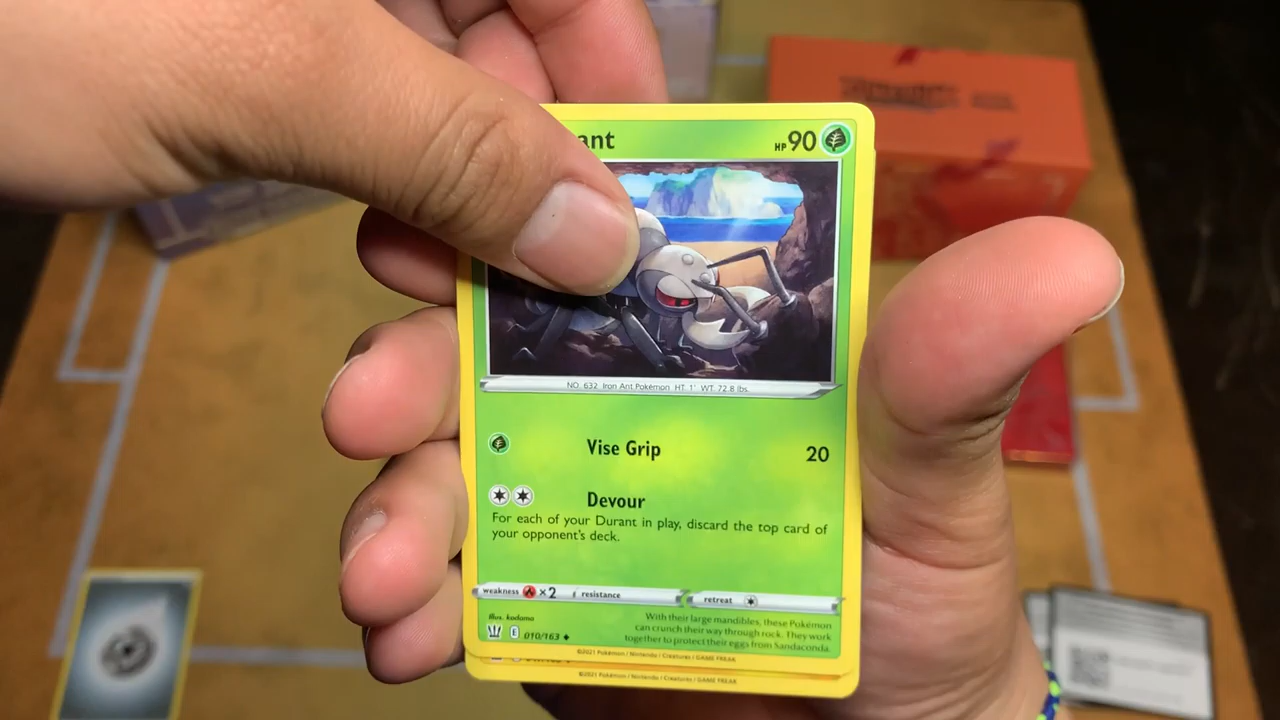 ant HP 90
NO. 632 Iron Ant Pokémon HT 1' WT 72.8 lbs.
Vise Grip 20
Devour
For each of your Durant in play, discard the top card of
your opponent's deck.
weakness ×2 resistance retreat
Illus. kodama
With their large mandibles, these Pokémon
can crunch their way through rock. They work
together to protect their eggs from Sandaconda.
E 010/163
©2021 Pokémon / Nintendo / Creatures / GAME FREAK
©2021 Pokémon / Nintendo / Creatures / GAME FREAK